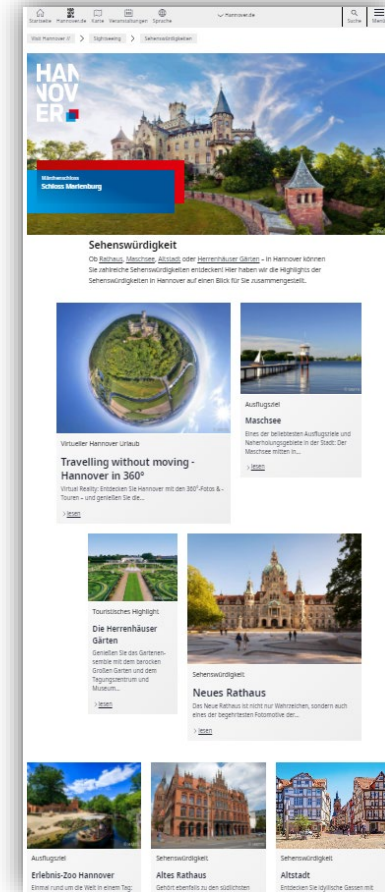 Startseite Hannover.de Karte Veranstaltungen Sprache
Hannover.de
Suche Menü
Visit Hannover // > Sightseeing > Sehenswürdigkeiten
HAN
NOV
ER
Märchenschloss
Schloss Marienburg
Sehenswürdigkeit
Ob Rathaus, Maschsee, Altstadt oder Herrenhäuser Gärten – in Hannover können
Sie zahlreiche Sehenswürdigkeiten entdecken! Hier haben wir die Highlights der
Sehenswürdigkeiten in Hannover auf einen Blick für Sie zusammengestellt.
Virtueller Hannover Urlaub
Travelling without moving -
Hannover in 360°
Virtual Reality: Entdecken Sie Hannover mit den 360°-Fotos & -
Touren – und genießen Sie die...
> lesen
Ausflugsziel
Maschsee
Eines der beliebtesten Ausflugsziele und
Naherholungsgebiete in der Stadt: Der
Maschsee mitten in...
> lesen
Touristisches Highlight
Die Herrenhäuser
Gärten
Genießen Sie das Gartenen-
semble mit dem barocken
Großen Garten und dem
Tagungszentrum und
Museum...
> lesen
Sehenswürdigkeit
Neues Rathaus
Das Neue Rathaus ist nicht nur Wahrzeichen, sondern auch
eines der begehrtesten Fotomotive der...
> lesen
Ausflugsziel
Erlebnis-Zoo Hannover
Einmal rund um die Welt in einem Tag:
Sehenswürdigkeit
Altes Rathaus
Gehört ebenfalls zu den südlichsten
Sehenswürdigkeit
Altstadt
Entdecken Sie idyllische Gassen mit